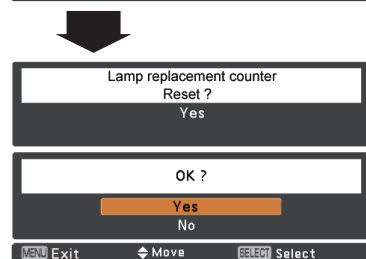 Lamp replacement counter
Reset ?
Yes
OK ?
Yes
No
MENU Exit Move SELECT Select